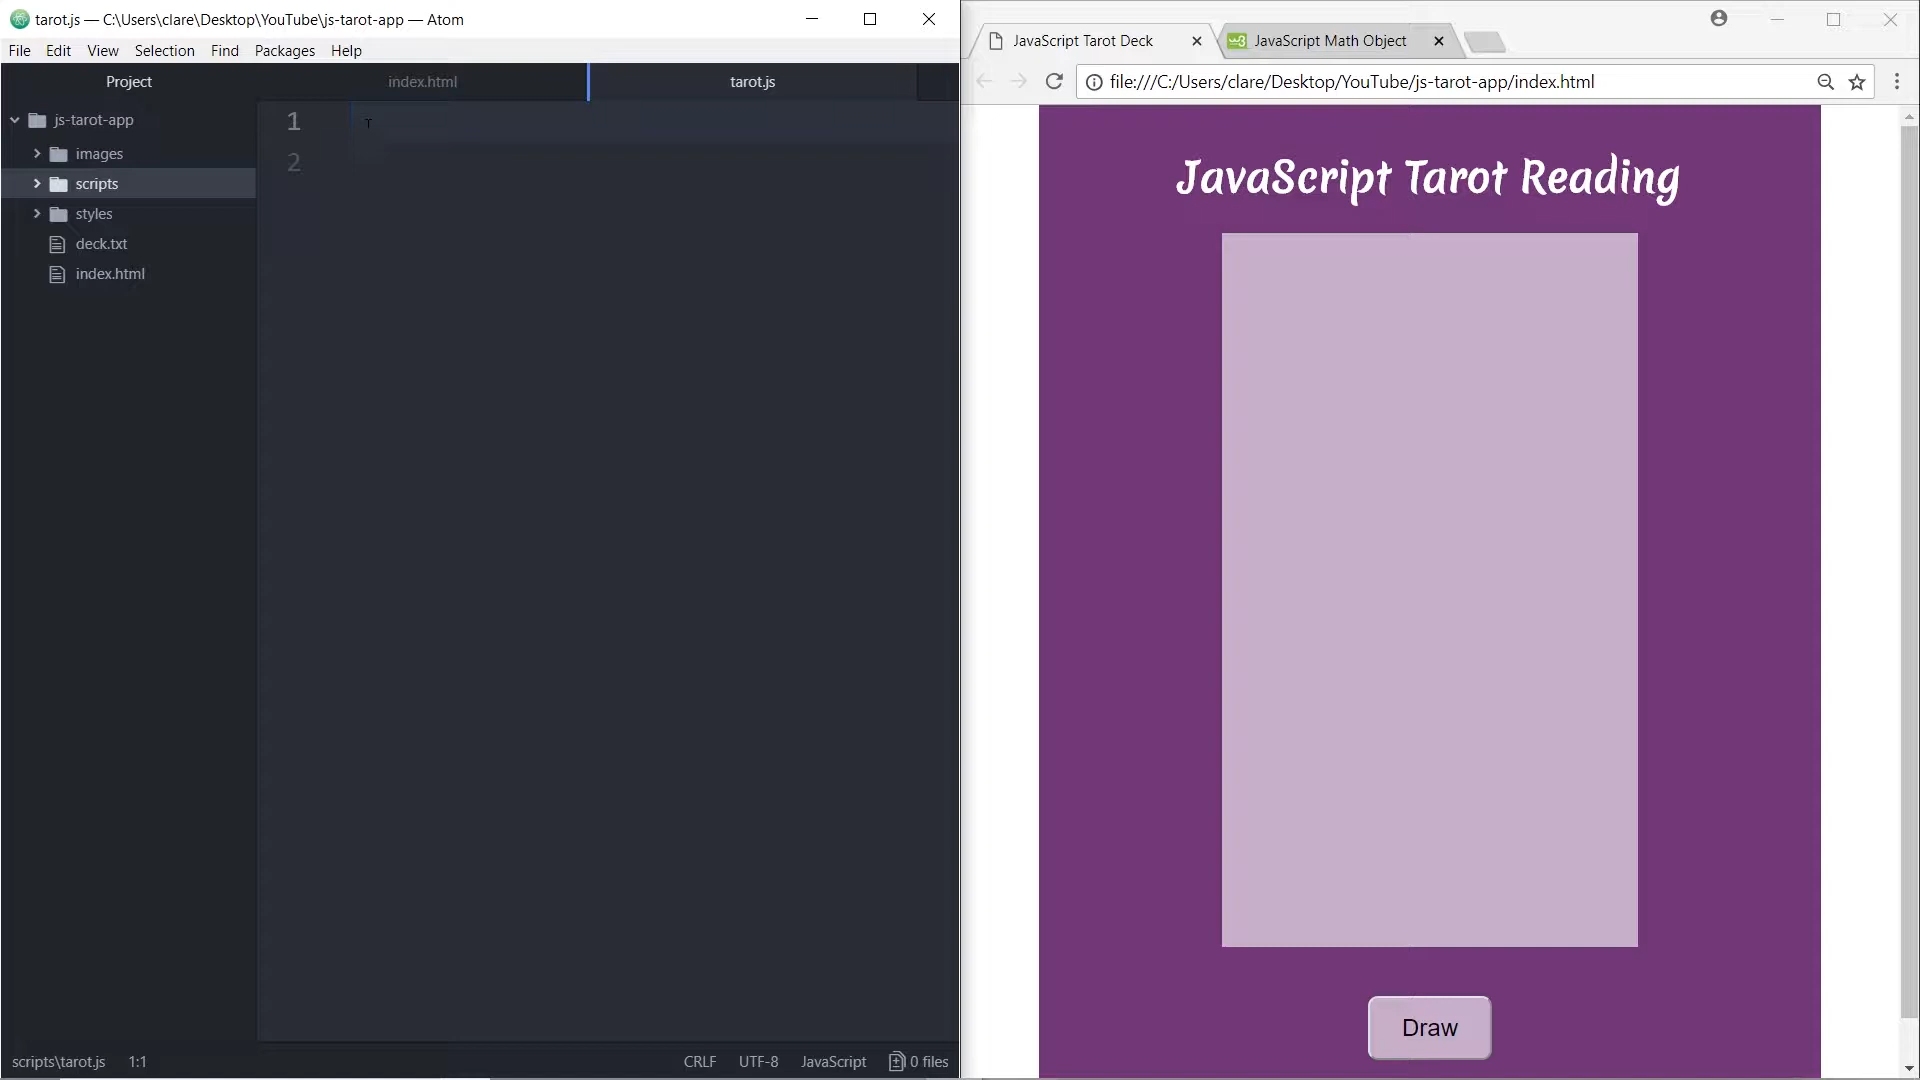 tarot.js — C:\Users\clare\Desktop\YouTube\js-tarot-app — Atom
File Edit View Selection Find Packages Help
Project
index.html
tarot.js
js-tarot-app
images
scripts
styles
deck.txt
index.html
1
2
scripts\tarot.js 1:1
CRLF UTF-8 JavaScript 0 files
JavaScript Tarot Deck
JavaScript Math Object
file:///C:/Users/clare/Desktop/YouTube/js-tarot-app/index.html
JavaScript Tarot Reading
Draw